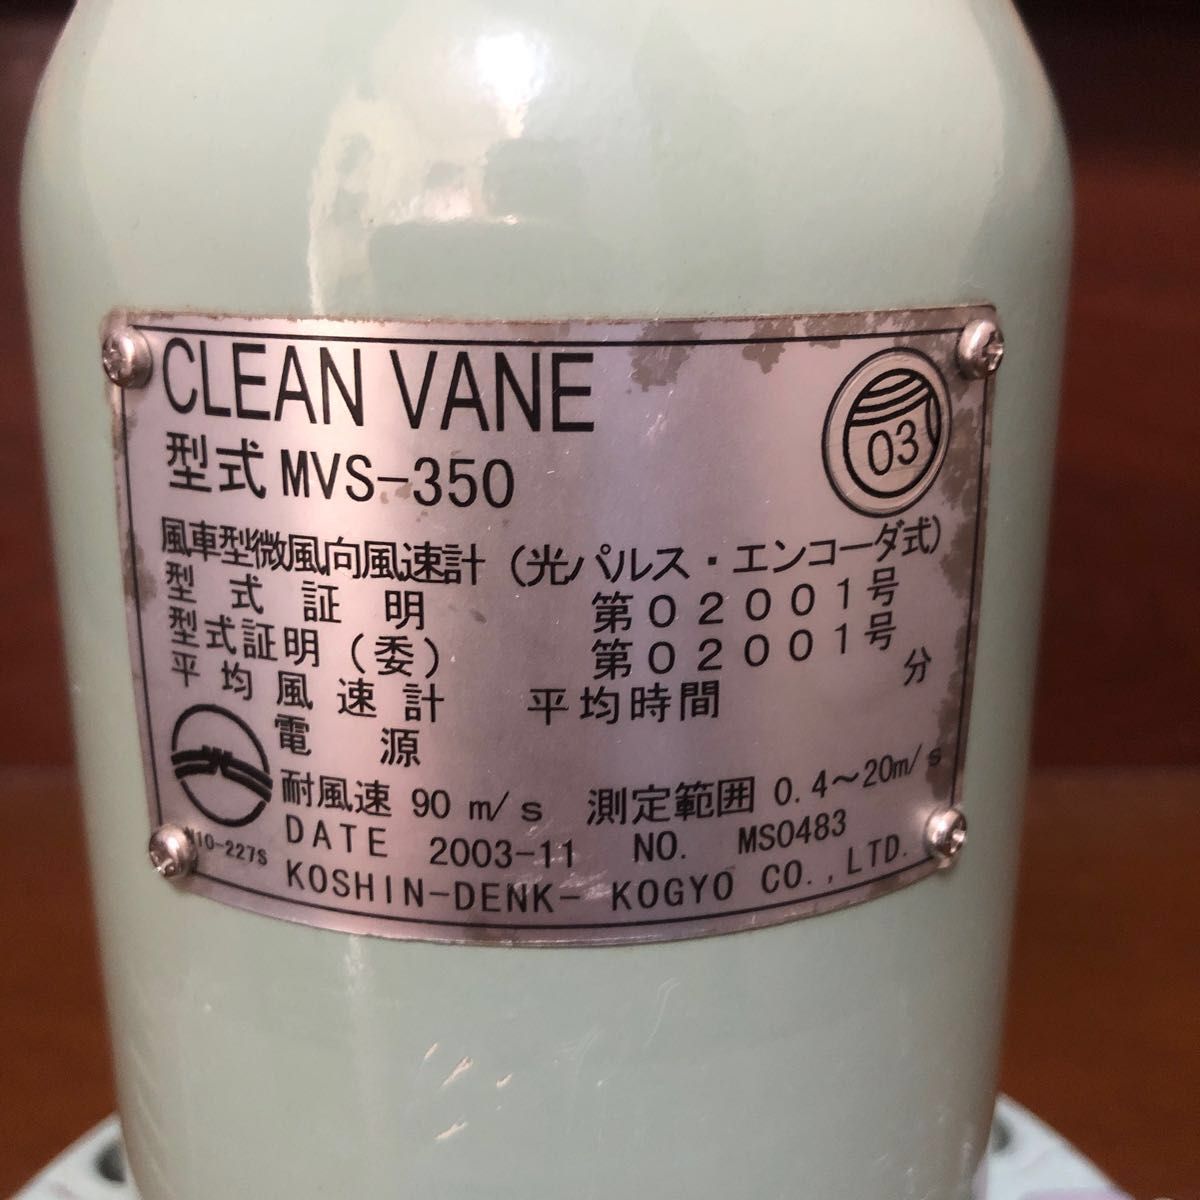 CLEAN VANE
03
型式 MVS-350
風車型微風向風速計（光パルス・エンコーダ式）
型式証明 第02001号
型式証明（委） 第02001号
平均風速計 平均時間 分
電源
耐風速 90 m/s 測定範囲 0.4～20m/s
DATE 2003-11 NO. MS0483
10-227S
KOSHIN-DENK- KOGYO CO.,LTD.